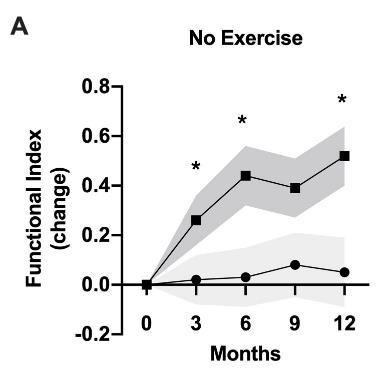 A
No Exercise
Functional Index
(change)
0.8
0.6
0.4
0.2
0.0
-0.2
*
*
*
0
3
6
9
12
Months